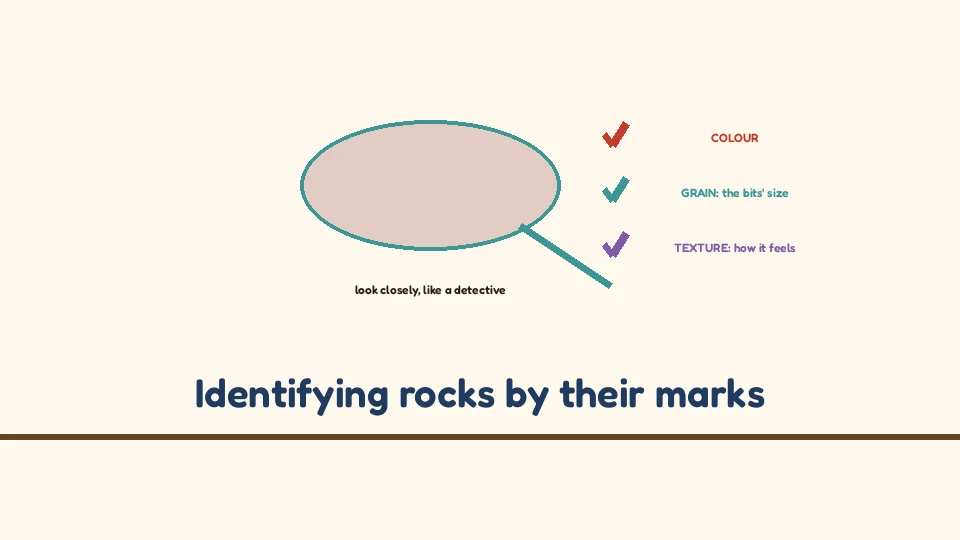 COLOUR
GRAIN: the bits' size
TEXTURE: how it feels
look closely, like a detective
Identifying rocks by their marks